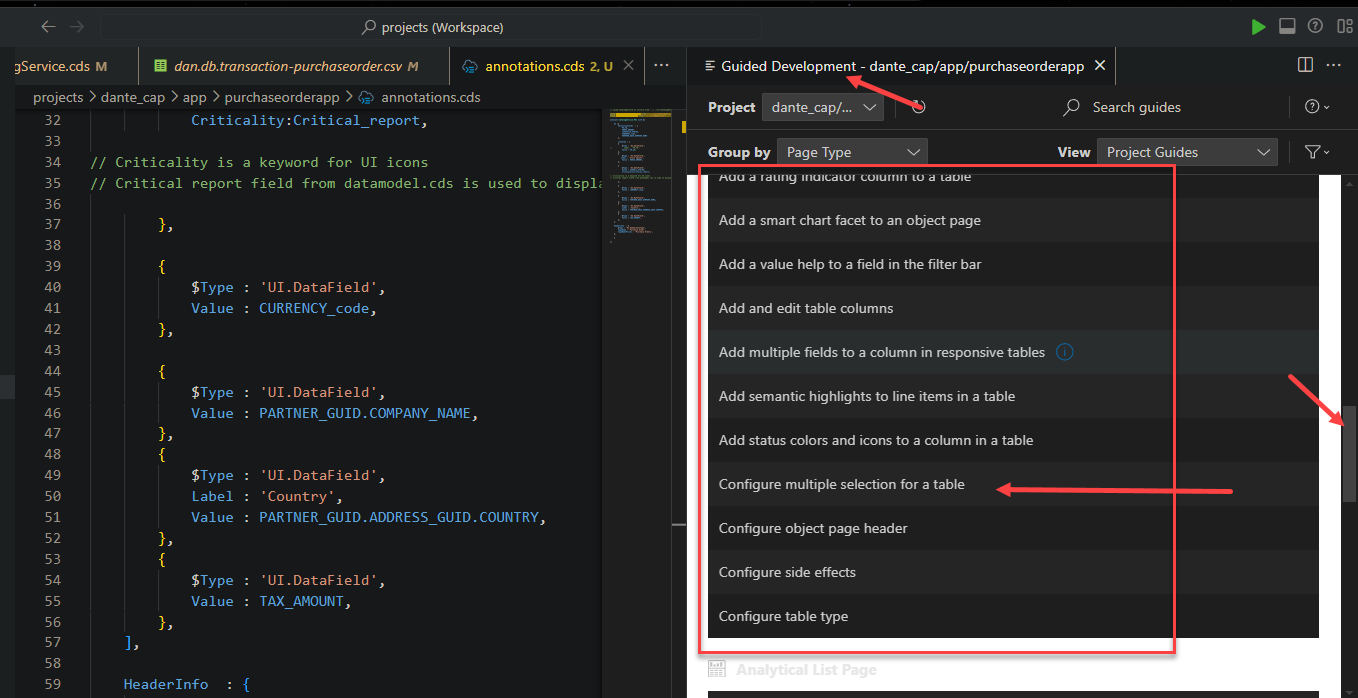 projects (Workspace)
gService.cds M
dan.db.transaction-purchaseorder.csv M
annotations.cds 2, U
Guided Development - dante_cap/app/purchaseorderapp
projects > dante_cap > app > purchaseorderapp > annotations.cds
Project dante_cap/... Search guides
Group by Page Type View Project Guides
32 Criticality:Critical_report,
33
34 // Criticality is a keyword for UI icons
35 // Critical report field from datamodel.cds is used to displa
36
37 },
38
39 {
40 $Type : 'UI.DataField',
41 Value : CURRENCY_code,
42 },
43
44 {
45 $Type : 'UI.DataField',
46 Value : PARTNER_GUID.COMPANY_NAME,
47 },
48 {
49 $Type : 'UI.DataField',
50 Label : 'Country',
51 Value : PARTNER_GUID.ADDRESS_GUID.COUNTRY,
52 },
53 {
54 $Type : 'UI.DataField',
55 Value : TAX_AMOUNT,
56 },
57 ],
58
59 HeaderInfo : {
Add a rating indicator column to a table
Add a smart chart facet to an object page
Add a value help to a field in the filter bar
Add and edit table columns
Add multiple fields to a column in responsive tables
Add semantic highlights to line items in a table
Add status colors and icons to a column in a table
Configure multiple selection for a table
Configure object page header
Configure side effects
Configure table type
Analytical List Page